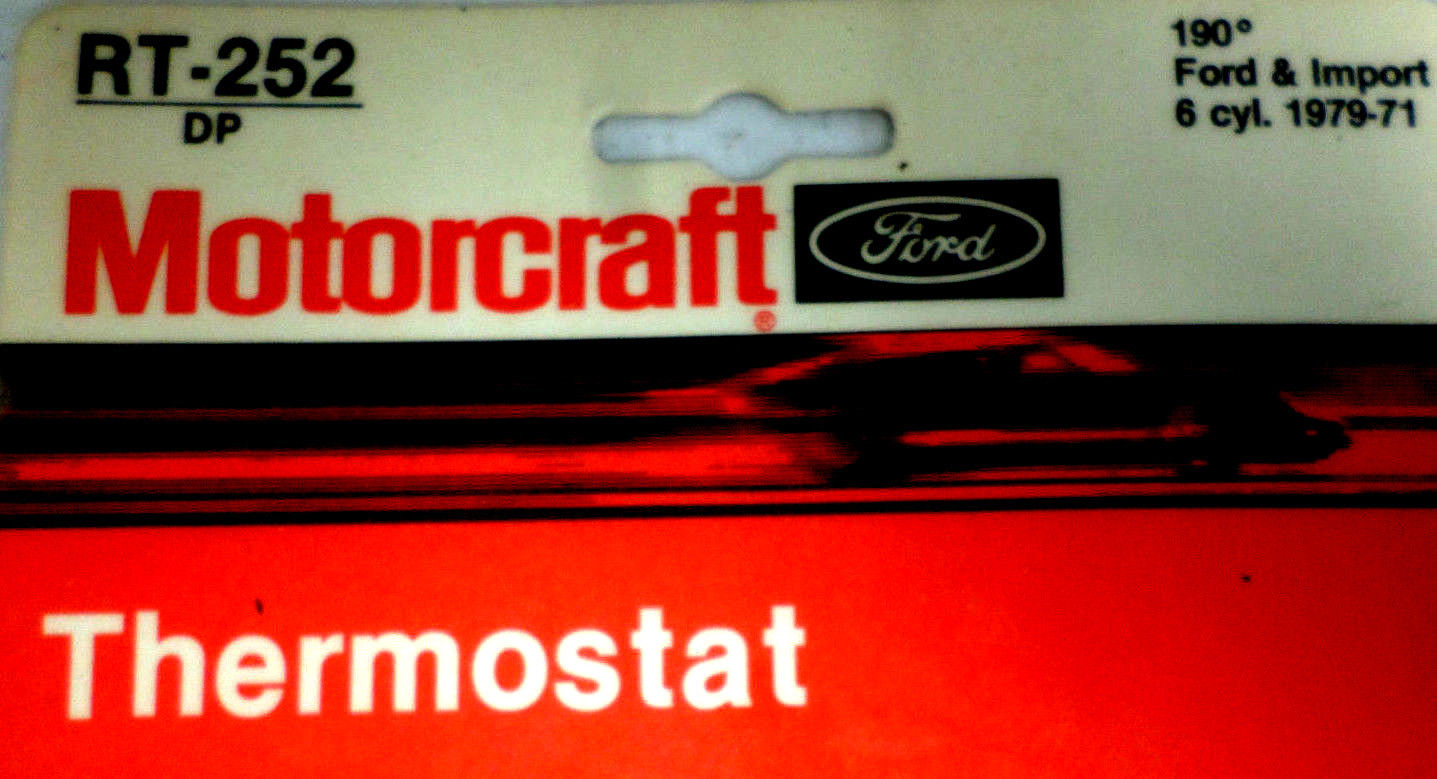 RT-252
DP
190°
Ford & Import
6 cyl. 1979-71
Motorcraft®
Ford
Thermostat